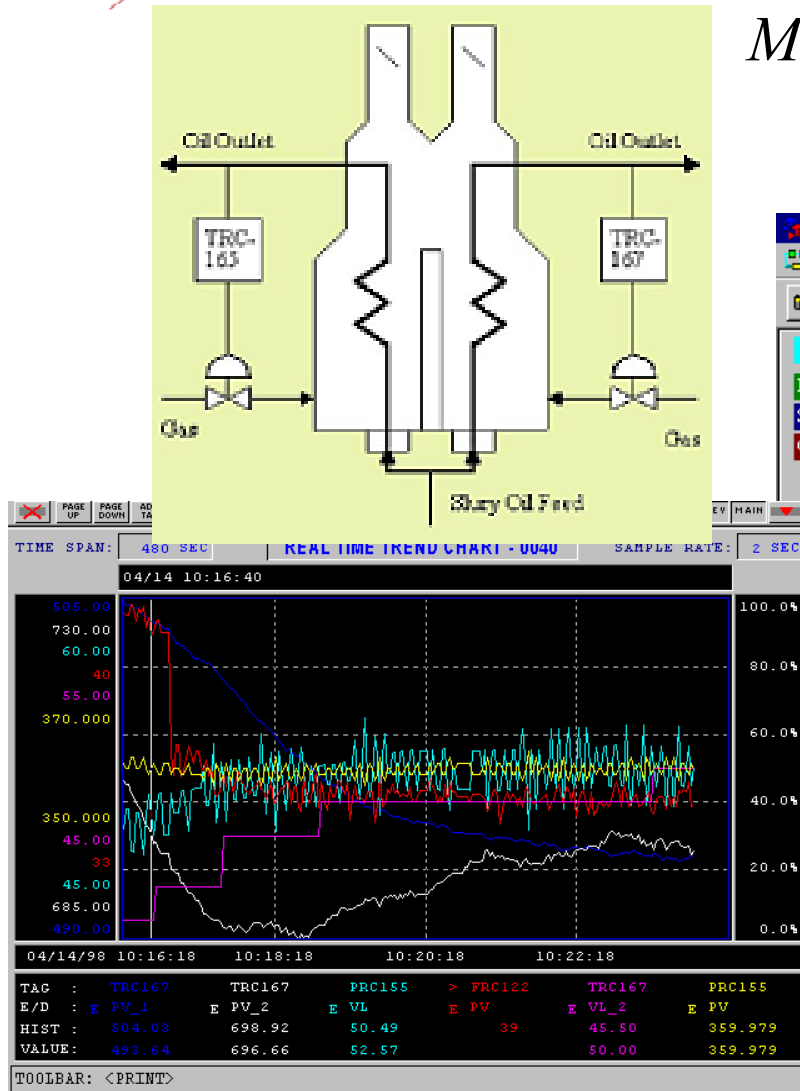 M
Oil Outlet Oil Outlet
TRC-
165
TRC-
167
Gas Gas
Slurry Oil Feed
PAGE UP PAGE DOWN MAIN
TIME SPAN: 480 SEC REAL TIME TREND CHART - 0040 SAMPLE RATE: 2 SEC
04/14 10:16:40
505.00
730.00
60.00
40
55.00
370.000
350.000
45.00
33
45.00
685.00
490.00
100.0%
80.0%
60.0%
40.0%
20.0%
0.0%
04/14/98 10:16:18 10:18:18 10:20:18 10:22:18
TAG : TRC167 TRC167 PRC155 > FRC122 TRC167 PRC155
E/D : E PV_1 E PV_2 E VL E PV E VL_2 E PV
HIST : 504.03 698.92 50.49 39 45.50 359.979
VALUE: 493.64 696.66 52.57 50.00 359.979
TOOLBAR: <PRINT>